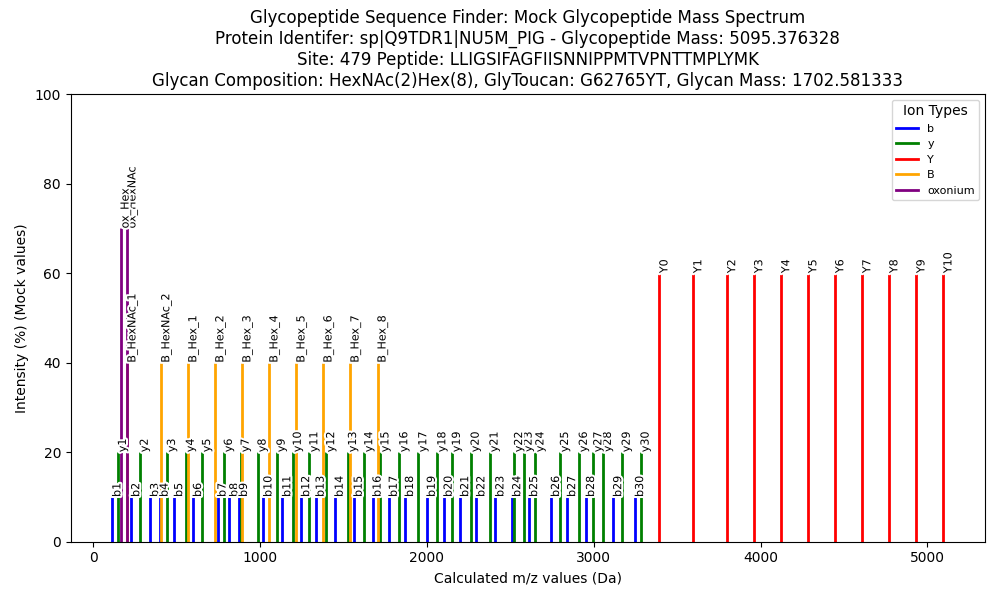 Glycopeptide Sequence Finder: Mock Glycopeptide Mass Spectrum
Protein Identifer: sp|Q9TDR1|NU5M_PIG - Glycopeptide Mass: 5095.376328
Site: 479 Peptide: LLIGSIFAGFIISNNIPPMTVPNTTMPLYMK
Glycan Composition: HexNAc(2)Hex(8), GlyToucan: G62765YT, Glycan Mass: 1702.581333
Intensity (%) (Mock values)
100
80
60
40
20
0
Ion Types
b
y
Y
B
oxonium
ox_Hex
ox_HexNAc
Y0
Y1
Y2
Y3
Y4
Y5
Y6
Y7
Y8
Y9
Y10
B_HexNAc_1
B_HexNAc_2
B_Hex_1
B_Hex_2
B_Hex_3
B_Hex_4
B_Hex_5
B_Hex_6
B_Hex_7
B_Hex_8
y1
y2
y3
y4
y5
y6
y7
y8
y9
y10
y11
y12
y13
y14
y15
y16
y17
y18
y19
y20
y21
y22
y23
y24
y25
y26
y27
y28
y29
y30
b1
b2
b3
b4
b5
b6
b7
b8
b9
b10
b11
b12
b13
b14
b15
b16
b17
b18
b19
b20
b21
b22
b23
b24
b25
b26
b27
b28
b29
b30
0
1000
2000
3000
4000
5000
Calculated m/z values (Da)